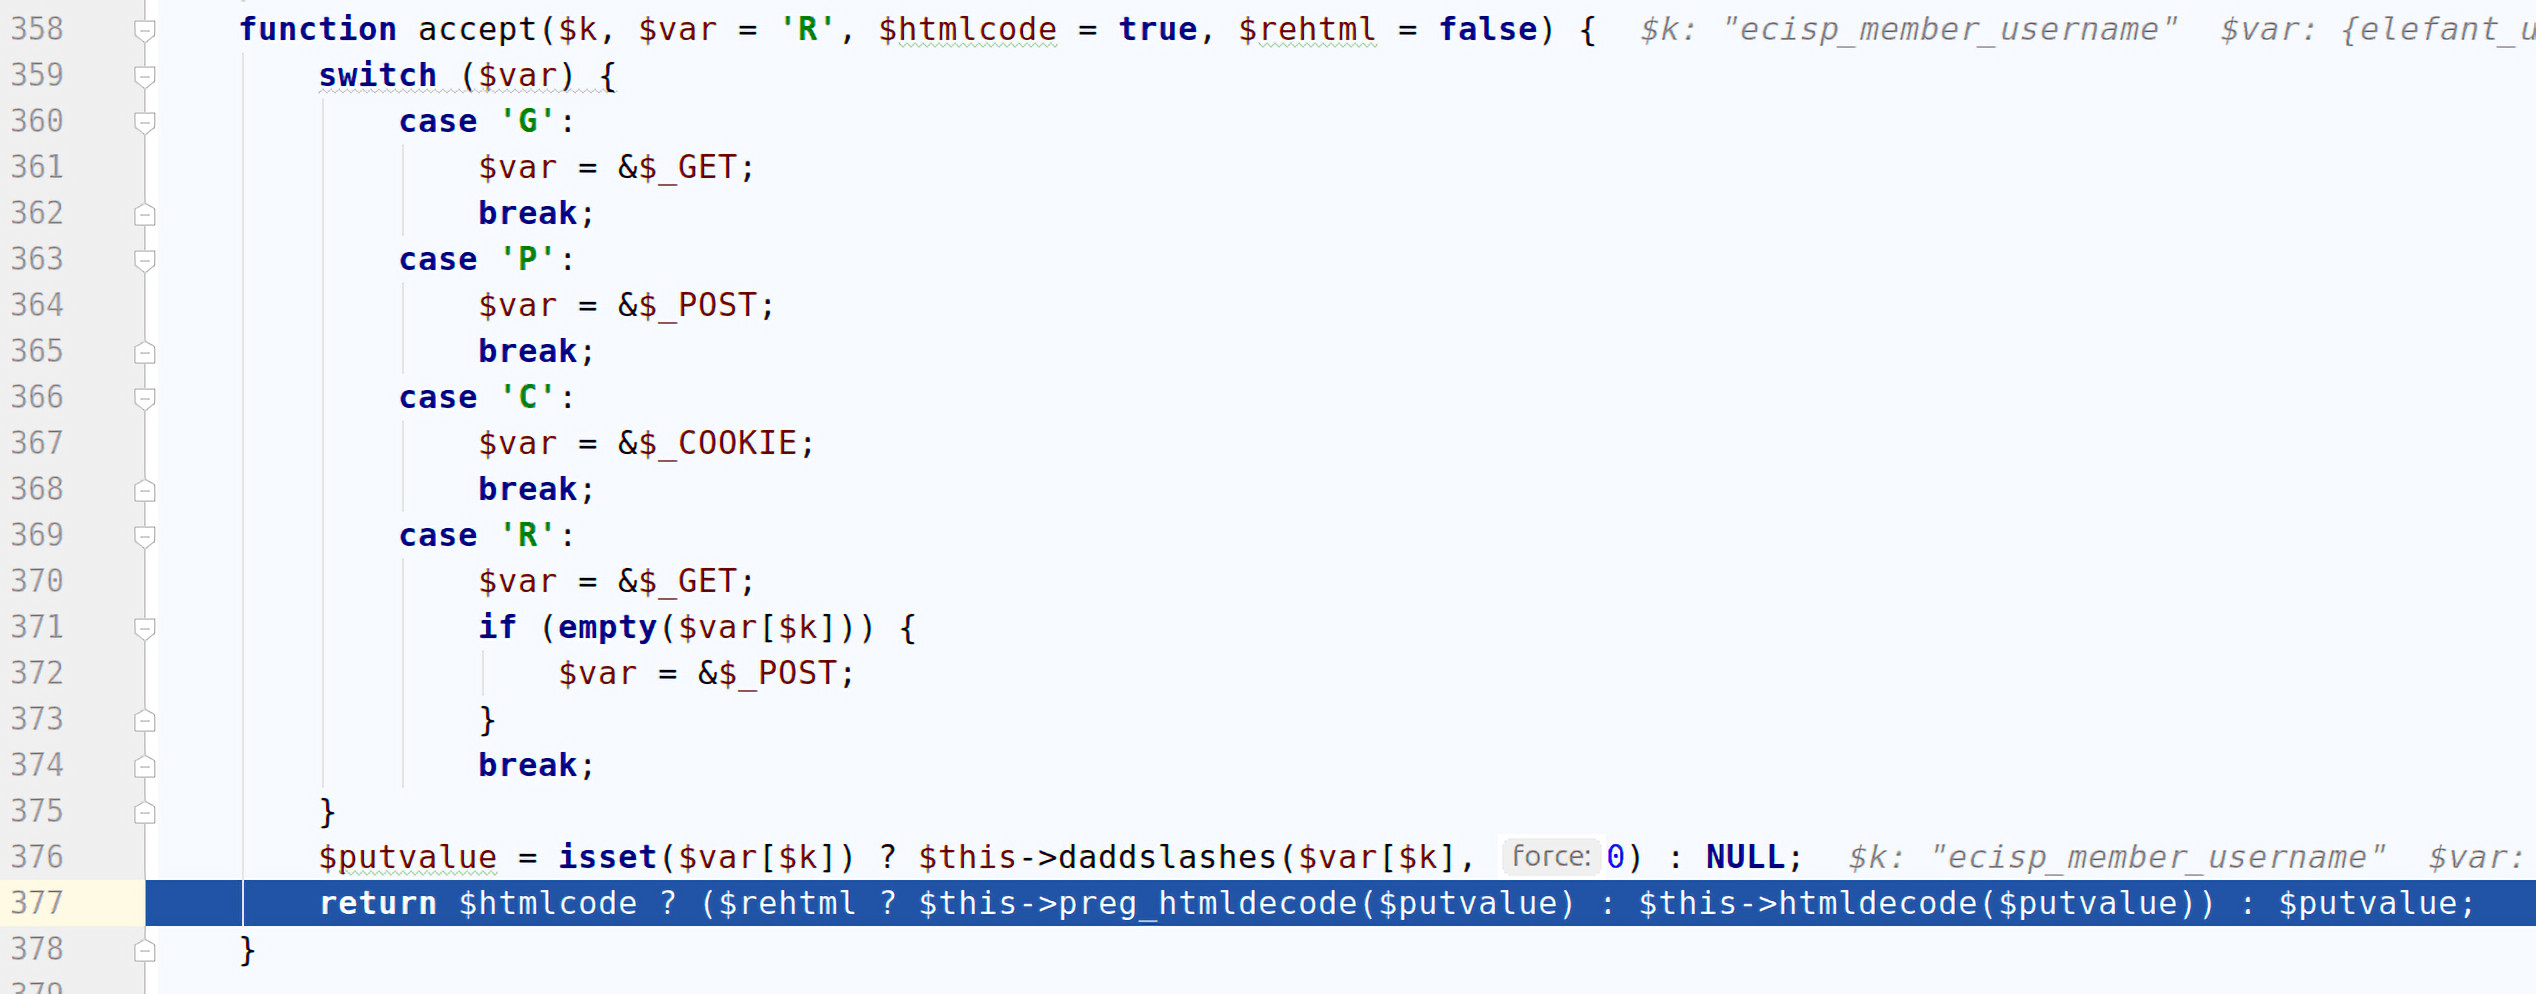 358 function accept($k, $var = 'R', $htmlcode = true, $rehtml = false) { $k: "ecisp_member_username" $var: {elefant_u
359 switch ($var) {
360 case 'G':
361 $var = &$_GET;
362 break;
363 case 'P':
364 $var = &$_POST;
365 break;
366 case 'C':
367 $var = &$_COOKIE;
368 break;
369 case 'R':
370 $var = &$_GET;
371 if (empty($var[$k])) {
372 $var = &$_POST;
373 }
374 break;
375 }
376 $putvalue = isset($var[$k]) ? $this->daddslashes($var[$k], force: 0) : NULL; $k: "ecisp_member_username" $var:
377 return $htmlcode ? ($rehtml ? $this->preg_htmldecode($putvalue) : $this->htmldecode($putvalue)) : $putvalue;
378 }
379